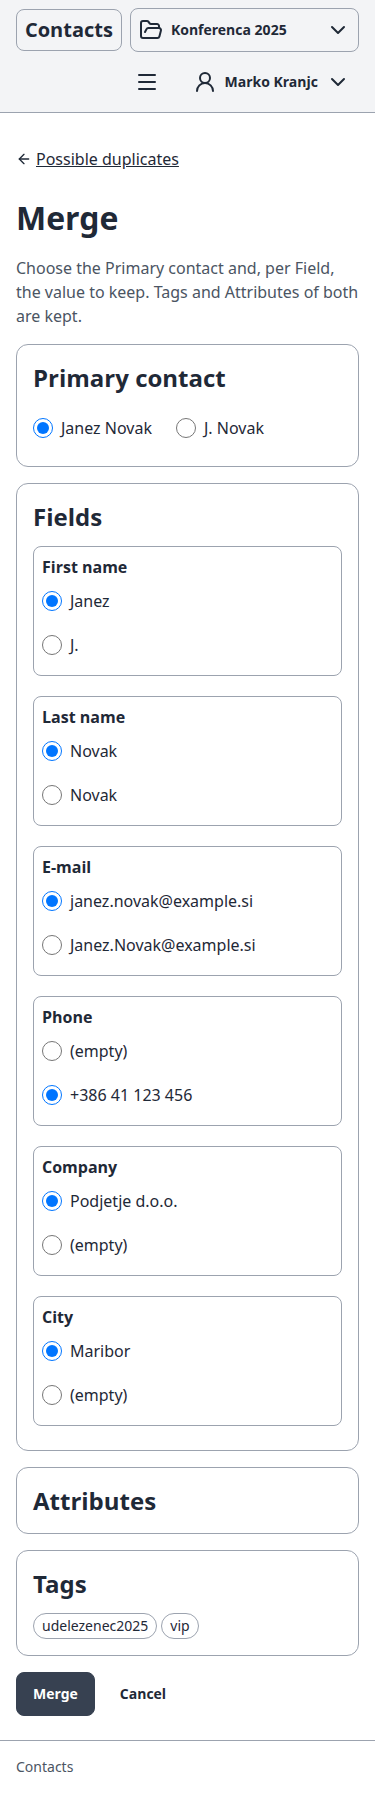 Contacts
Konferenca 2025
Marko Kranjc
Possible duplicates
Merge
Choose the Primary contact and, per Field,
the value to keep. Tags and Attributes of both
are kept.
Primary contact
Janez Novak J. Novak
Fields
First name
Janez
J.
Last name
Novak
Novak
E-mail
janez.novak@example.si
Janez.Novak@example.si
Phone
(empty)
+386 41 123 456
Company
Podjetje d.o.o.
(empty)
City
Maribor
(empty)
Attributes
Tags
udelezenec2025 vip
Merge Cancel
Contacts